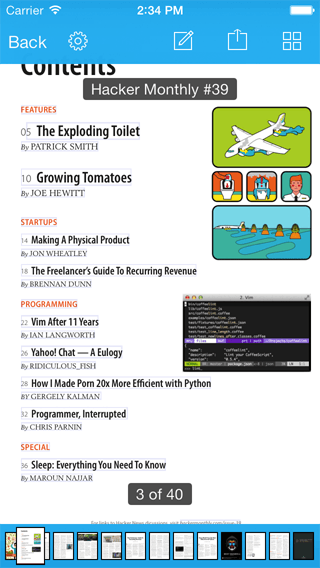 Carrier 2:34 PM
Back
Contents
Hacker Monthly #39
FEATURES
05 The Exploding Toilet
By PATRICK SMITH
10 Growing Tomatoes
By JOE HEWITT
STARTUPS
14 Making A Physical Product
By JON WHEATLEY
18 The Freelancer's Guide To Recurring Revenue
By BRENNAN DUNN
PROGRAMMING
22 Vim After 11 Years
By IAN LANGWORTH
26 Yahoo! Chat — A Eulogy
By RIDICULOUS_FISH
28 How I Made Porn 20x More Efficient with Python
By GERGELY KALMAN
32 Programmer, Interrupted
By CHRIS PARNIN
SPECIAL
36 Sleep: Everything You Need To Know
By MAROUN NAJJAR
2. Vim
3 of 40